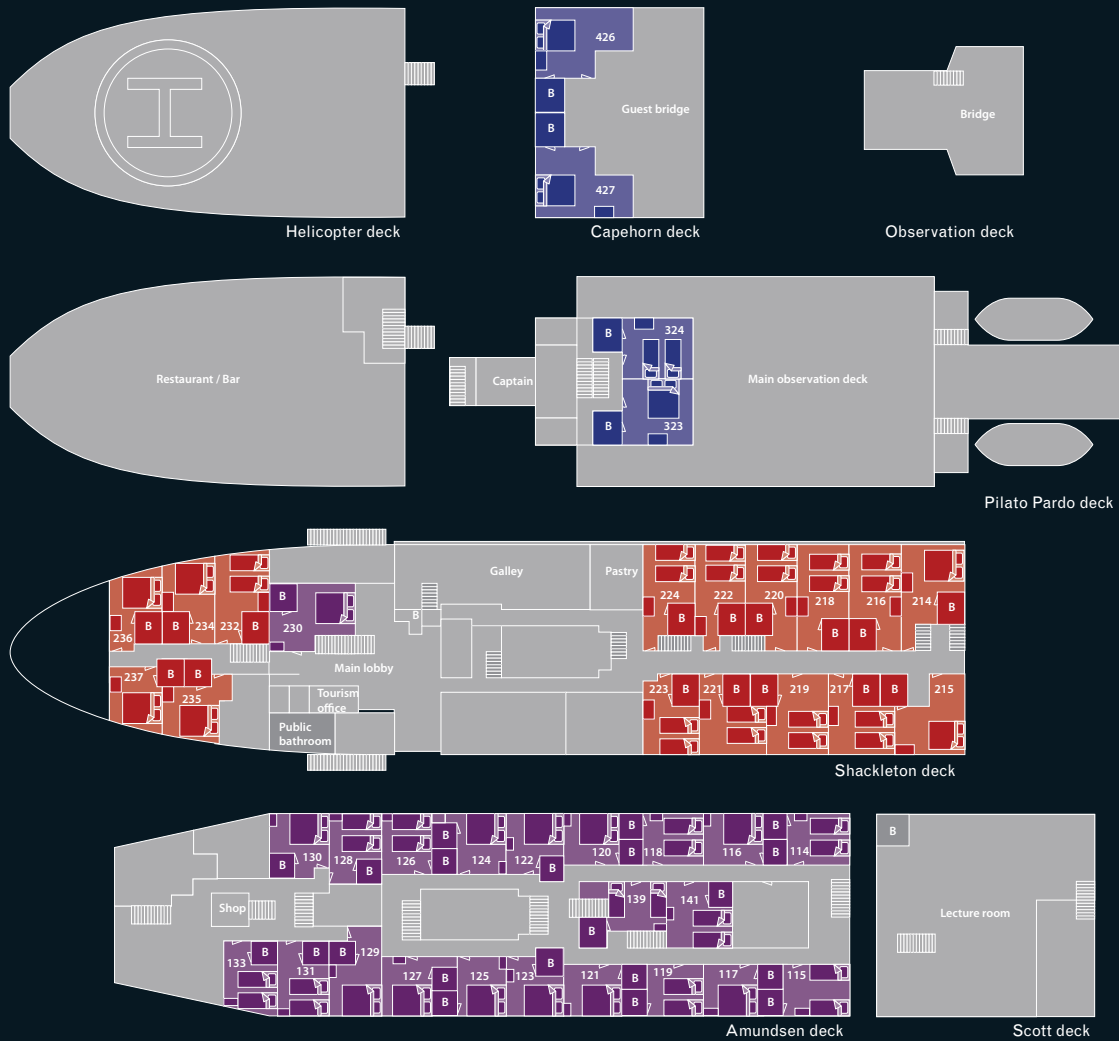 H
426
B
Guest bridge
B
427
Bridge
Helicopter deck
Capehorn deck
Observation deck
Restaurant / Bar
Captain
B
324
Main observation deck
B
323
Pilato Pardo deck
Galley
Pastry
B
230
B
236
B
B
234
232
B
224
B
222
B
B
220
218
B
B
216
214
B
Main lobby
237
B
B
235
Tourism
office
Public
bathroom
223
B
221
B
B
219
217
B
B
215
Shackleton deck
B
130
128
B
126
B
B
124
122
B
120
B
B
118
116
B
B
114
Shop
139
B
141
B
133
B
131
B
B
129
127
B
B
125
123
B
121
B
B
119
117
B
B
115
Amundsen deck
B
Lecture room
Scott deck